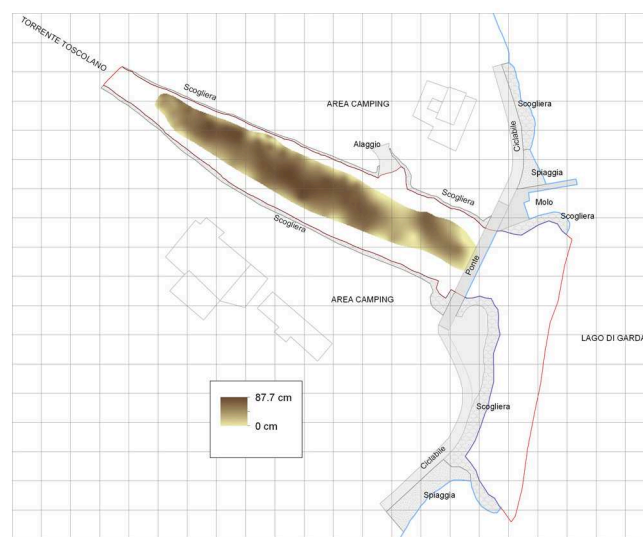 TORRENTE TOSCOLANO
Scogliera
AREA CAMPING
Scogliera
Ciclabile
Alaggio
Spiaggia
Scogliera
Molo
Scogliera
Scogliera
Ponte
AREA CAMPING
LAGO DI GARDA
87.7 cm
0 cm
Scogliera
Ciclabile
Spiaggia